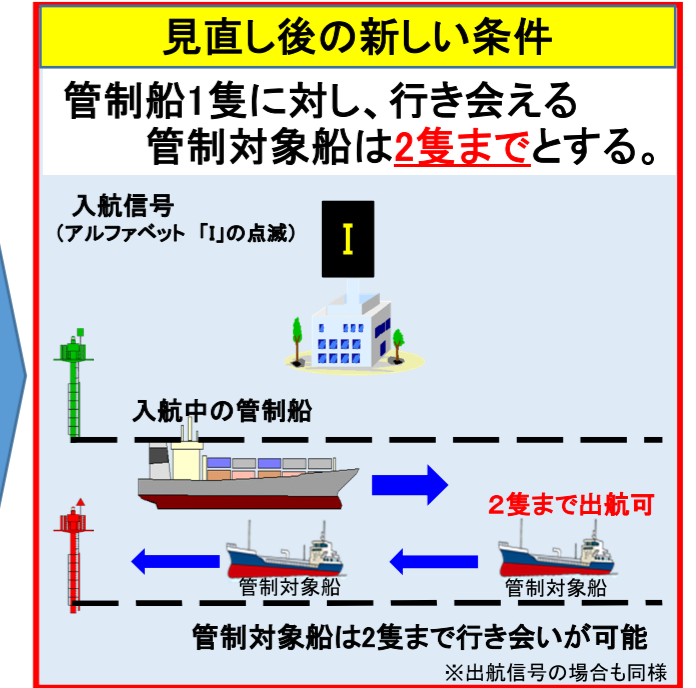 見直し後の新しい条件
管制船1隻に対し、行き会える
管制対象船は2隻までとする。
入航信号
（アルファベット 「I」の点滅）
I
入航中の管制船
２隻まで出航可
管制対象船
管制対象船
管制対象船は2隻まで行き会いが可能
※出航信号の場合も同様